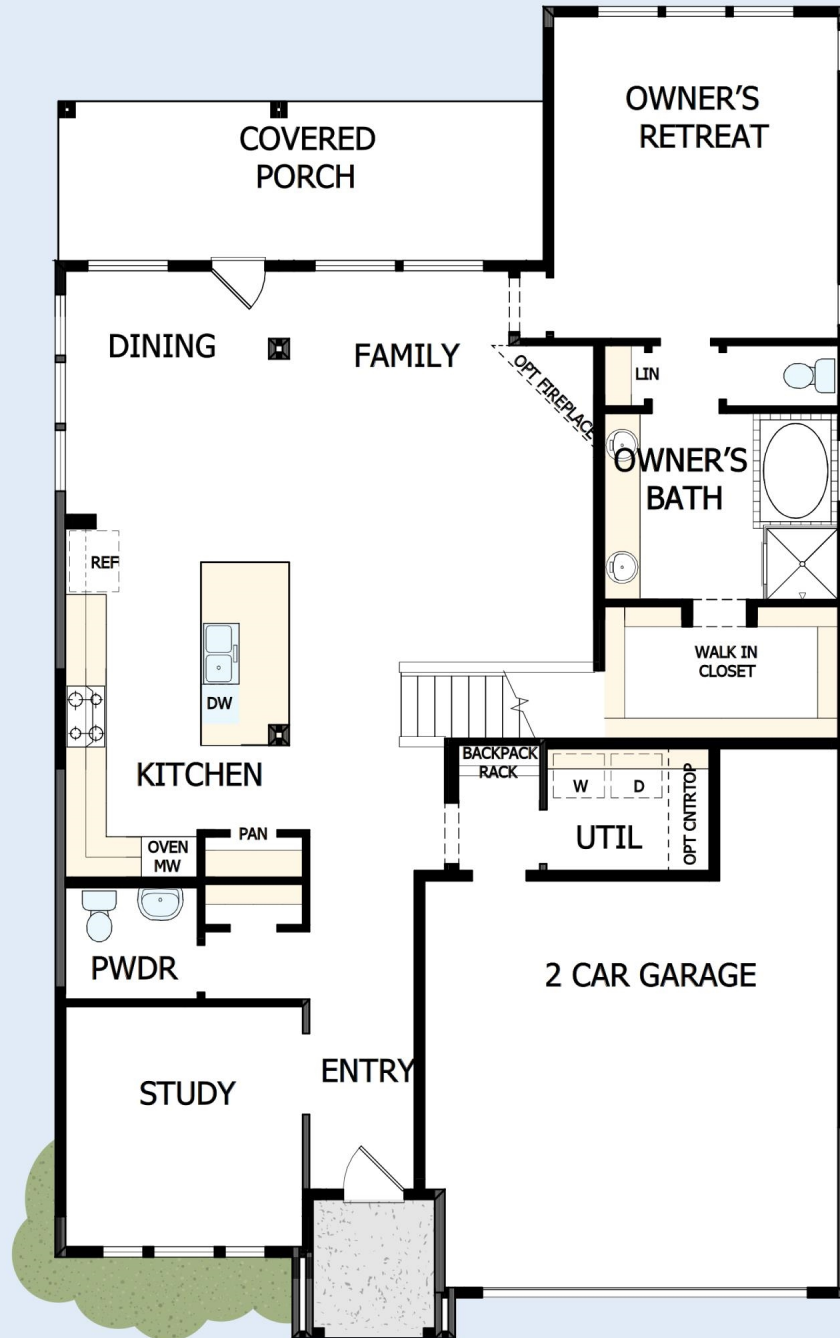 OWNER'S
RETREAT
COVERED
PORCH
DINING
FAMILY
OPT FIREPLACE
LIN
OWNER'S
BATH
REF
WALK IN
CLOSET
DW
KITCHEN
BACKPACK
RACK
W
D
OPT CNTRTOP
UTIL
PAN
OVEN
MW
PWDR
2 CAR GARAGE
ENTRY
STUDY